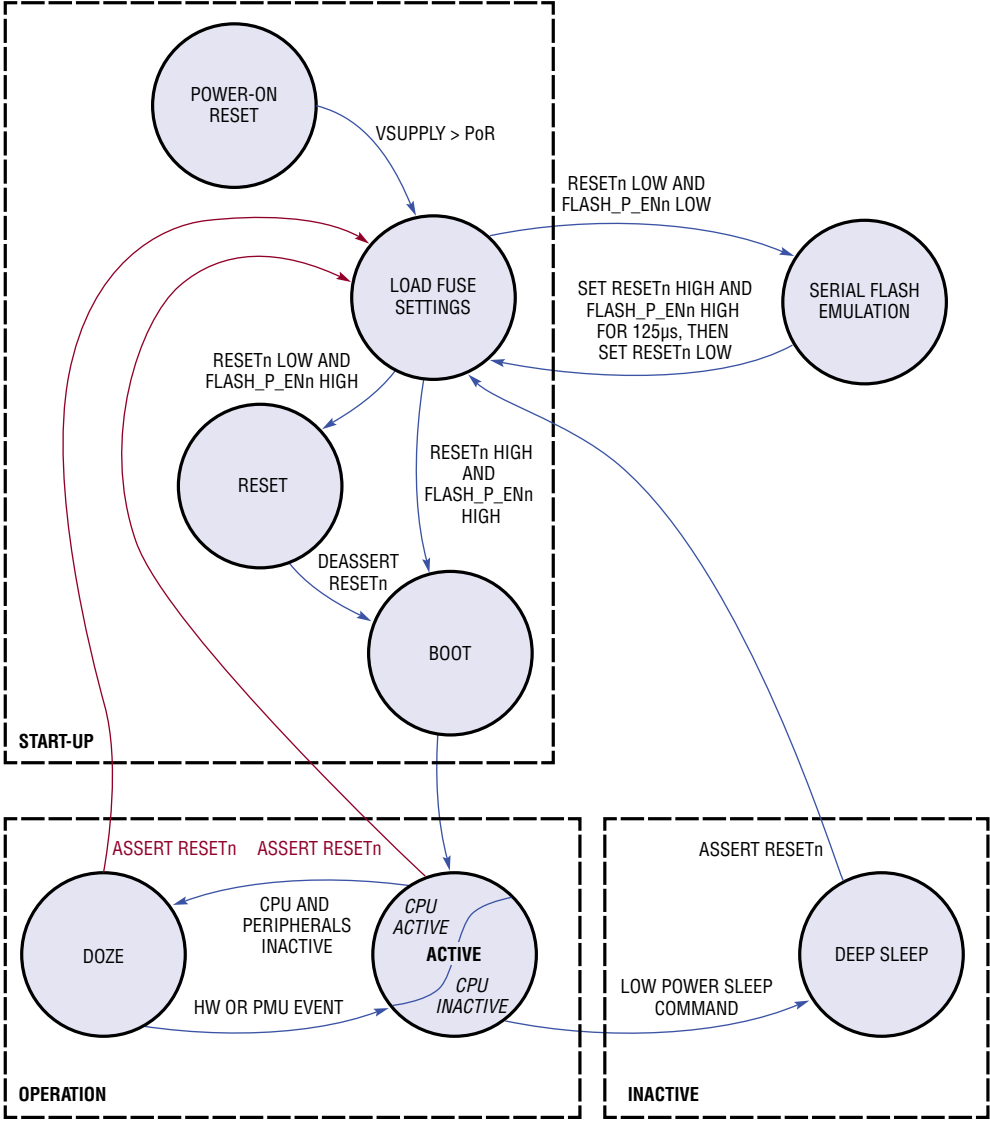 POWER-ON
RESET
VSUPPLY > PoR
RESETn LOW AND
FLASH_P_ENn LOW
LOAD FUSE
SETTINGS
SET RESETn HIGH AND
FLASH_P_ENn HIGH
FOR 125µs, THEN
SET RESETn LOW
SERIAL FLASH
EMULATION
RESETn LOW AND
FLASH_P_ENn HIGH
RESET
RESETn HIGH
AND
FLASH_P_ENn
HIGH
DEASSERT
RESETn
BOOT
START-UP
ASSERT RESETn
ASSERT RESETn
ASSERT RESETn
DOZE
CPU AND
PERIPHERALS
INACTIVE
CPU
ACTIVE
ACTIVE
CPU
INACTIVE
HW OR PMU EVENT
LOW POWER SLEEP
COMMAND
DEEP SLEEP
OPERATION
INACTIVE